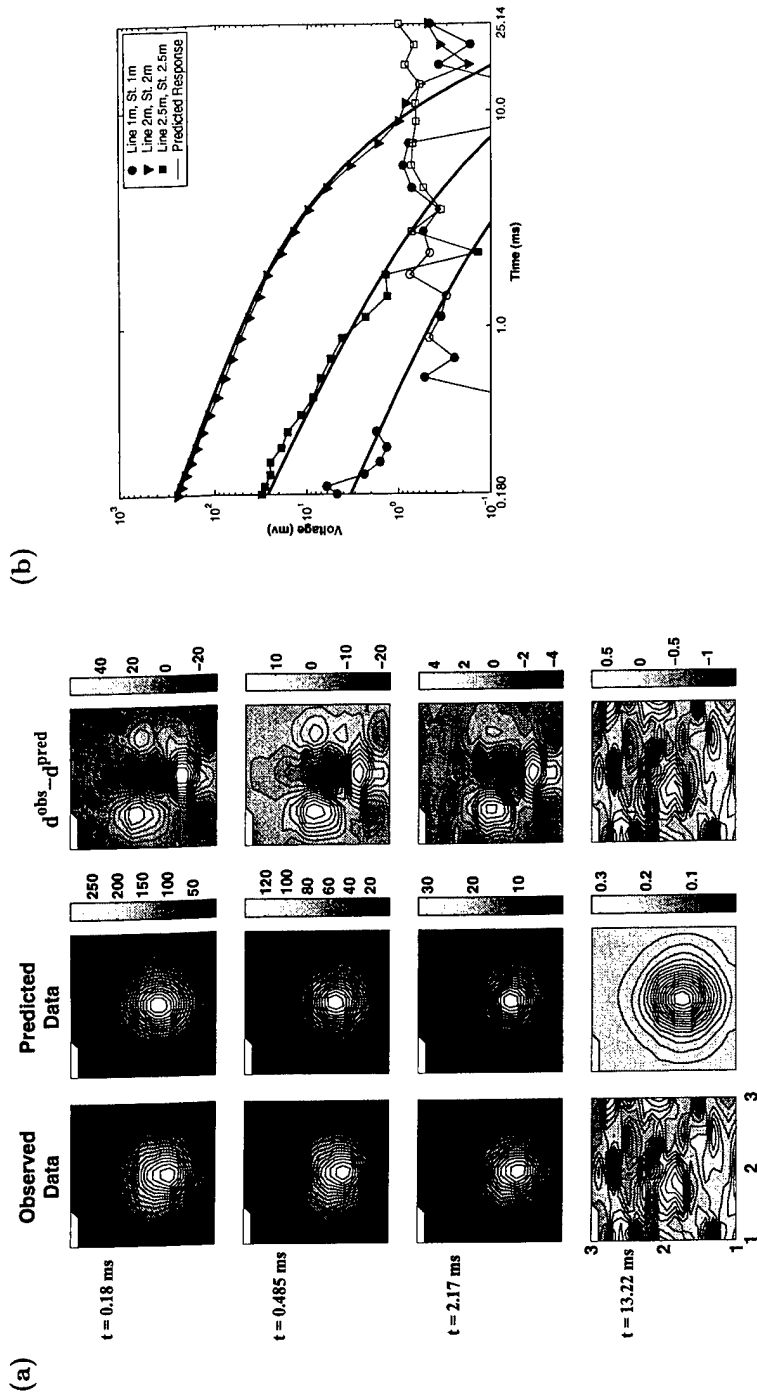 (a)
Observed
Data
Predicted
Data
d^obs–d^pred
t = 0.18 ms
250
200
150
100
50
40
20
0
-20
t = 0.485 ms
120
100
80
60
40
20
10
0
-10
-20
t = 2.17 ms
30
20
10
4
2
0
-2
-4
t = 13.22 ms
3
2
1
1
2
3
0.3
0.2
0.1
0.5
0
-0.5
-1
(b)
Line 1m, St. 1m
Line 2m, St. 2m
Line 2.5m, St. 2.5m
Predicted Response
Voltage (mv)
10^3
10^2
10^1
10^0
10^-1
0.180
1.0
10.0
25.14
Time (ms)